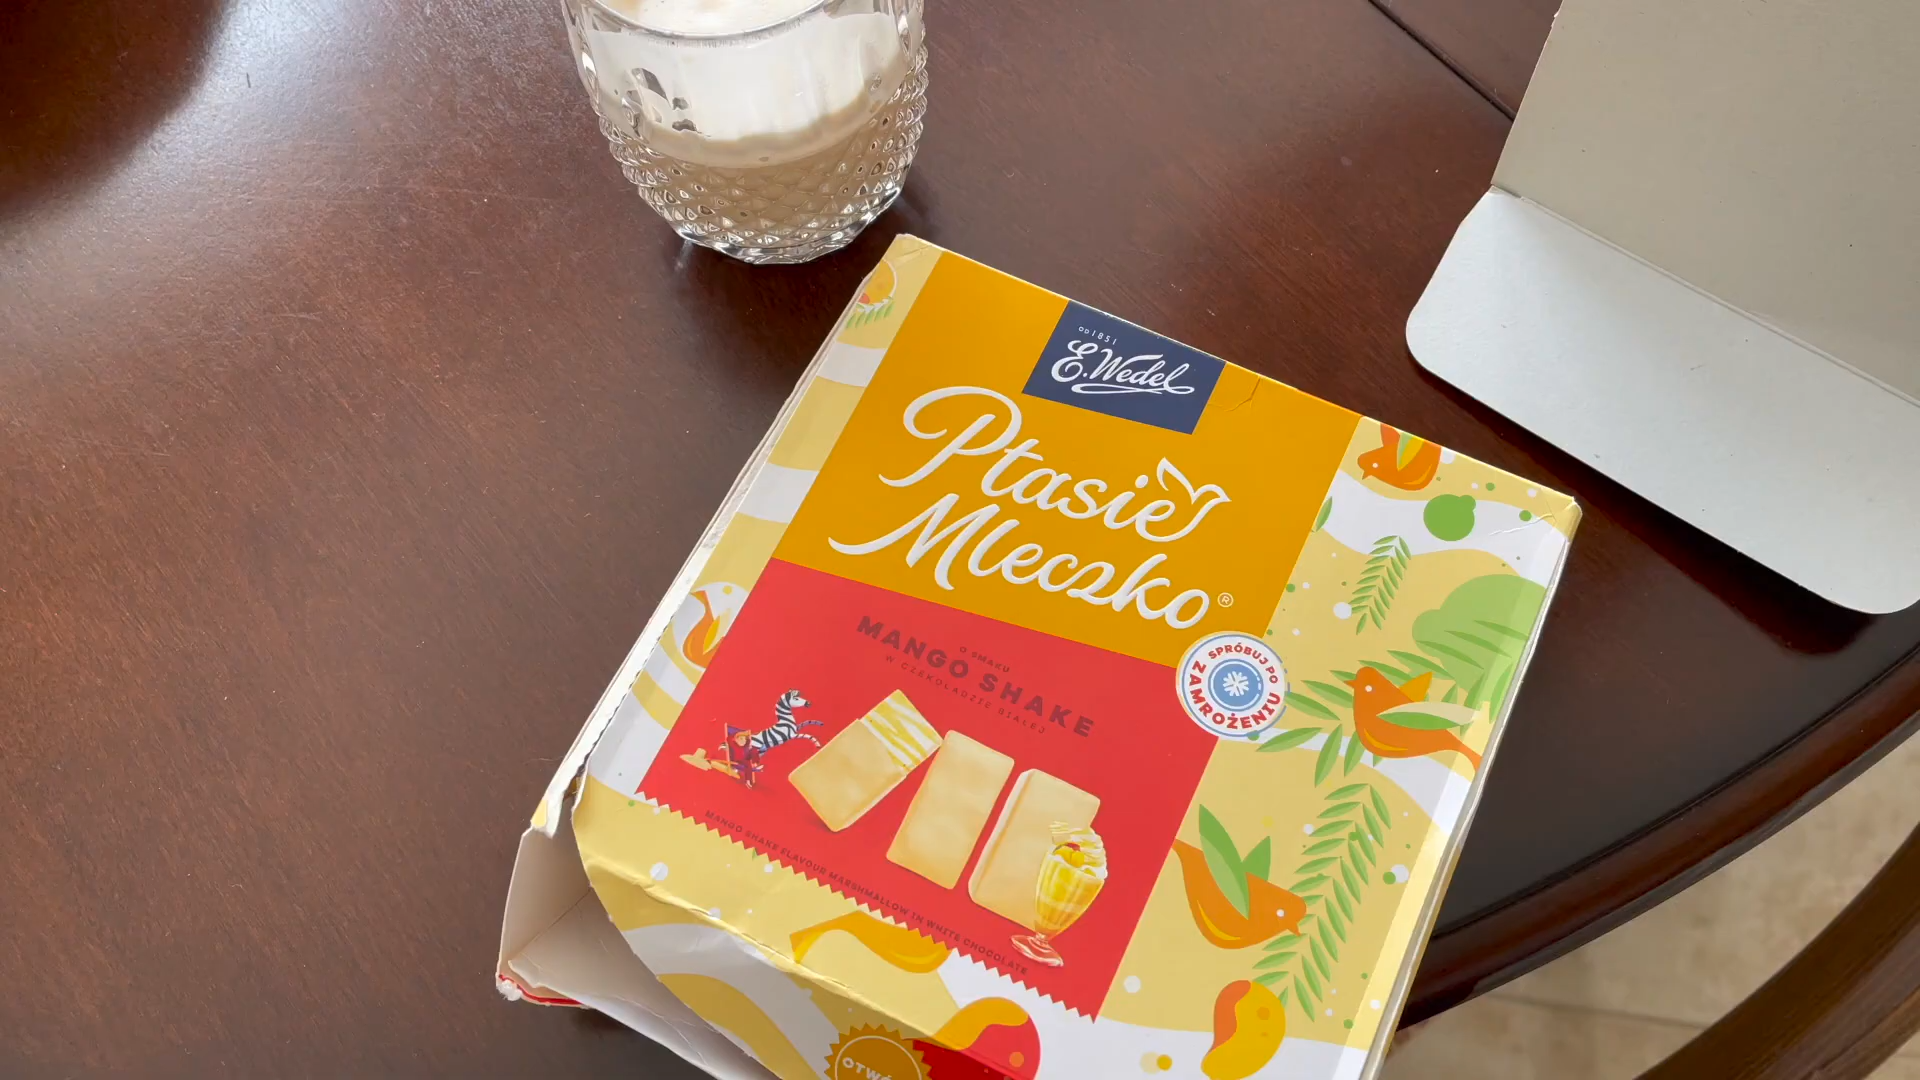 OD 1851
E.Wedel
Ptasie
Mleczko®
O SMAKU
MANGO SHAKE
W CZEKOLADZIE BIAŁEJ
SPRÓBUJ PO
ZAMROŻENIU
MANGO SHAKE FLAVOUR MARSHMALLOW IN WHITE CHOCOLATE